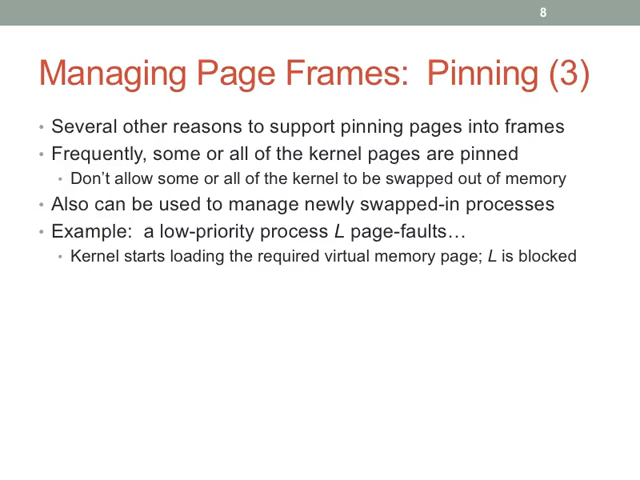 8
Managing Page Frames: Pinning (3)
• Several other reasons to support pinning pages into frames
• Frequently, some or all of the kernel pages are pinned
• Don't allow some or all of the kernel to be swapped out of memory
• Also can be used to manage newly swapped-in processes
• Example: a low-priority process L page-faults…
• Kernel starts loading the required virtual memory page; L is blocked